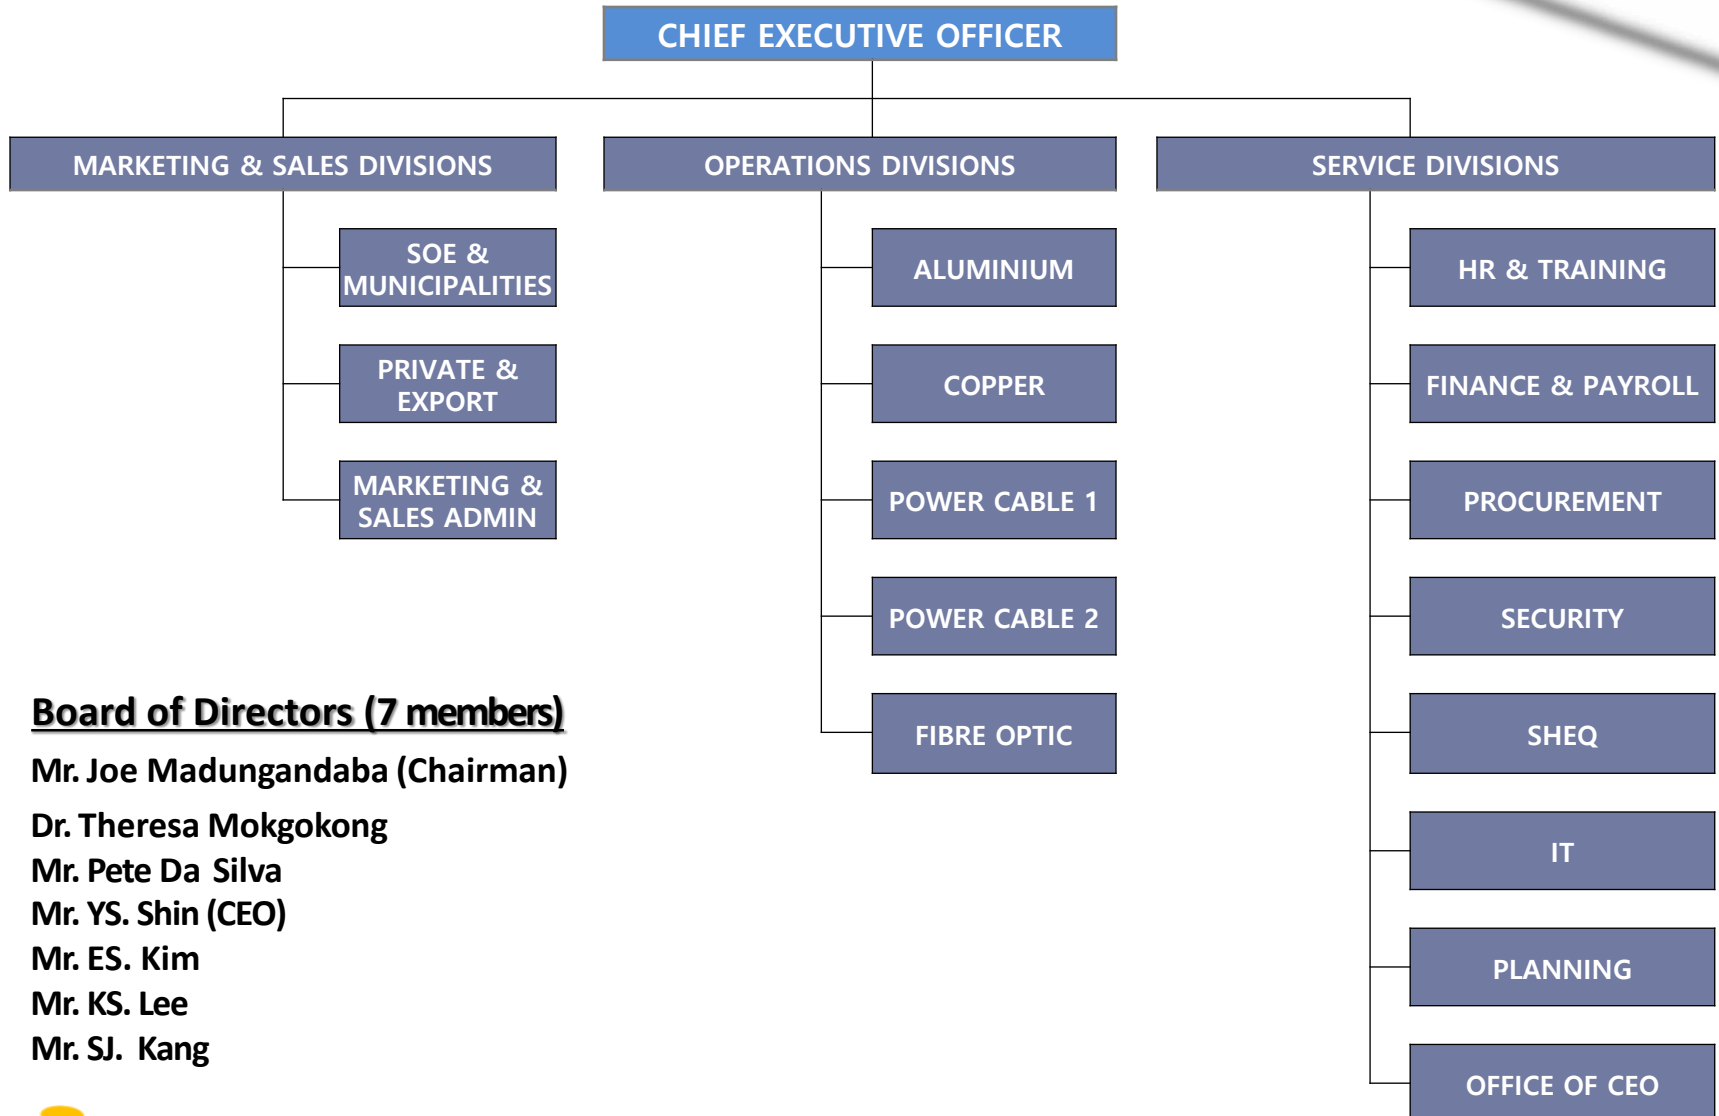 CHIEF EXECUTIVE OFFICER
MARKETING & SALES DIVISIONS
OPERATIONS DIVISIONS
SERVICE DIVISIONS
SOE &
MUNICIPALITIES
PRIVATE &
EXPORT
MARKETING &
SALES ADMIN
ALUMINIUM
COPPER
POWER CABLE 1
POWER CABLE 2
FIBRE OPTIC
HR & TRAINING
FINANCE & PAYROLL
PROCUREMENT
SECURITY
SHEQ
IT
PLANNING
OFFICE OF CEO
Board of Directors (7 members)
Mr. Joe Madungandaba (Chairman)
Dr. Theresa Mokgokong
Mr. Pete Da Silva
Mr. YS. Shin (CEO)
Mr. ES. Kim
Mr. KS. Lee
Mr. SJ. Kang